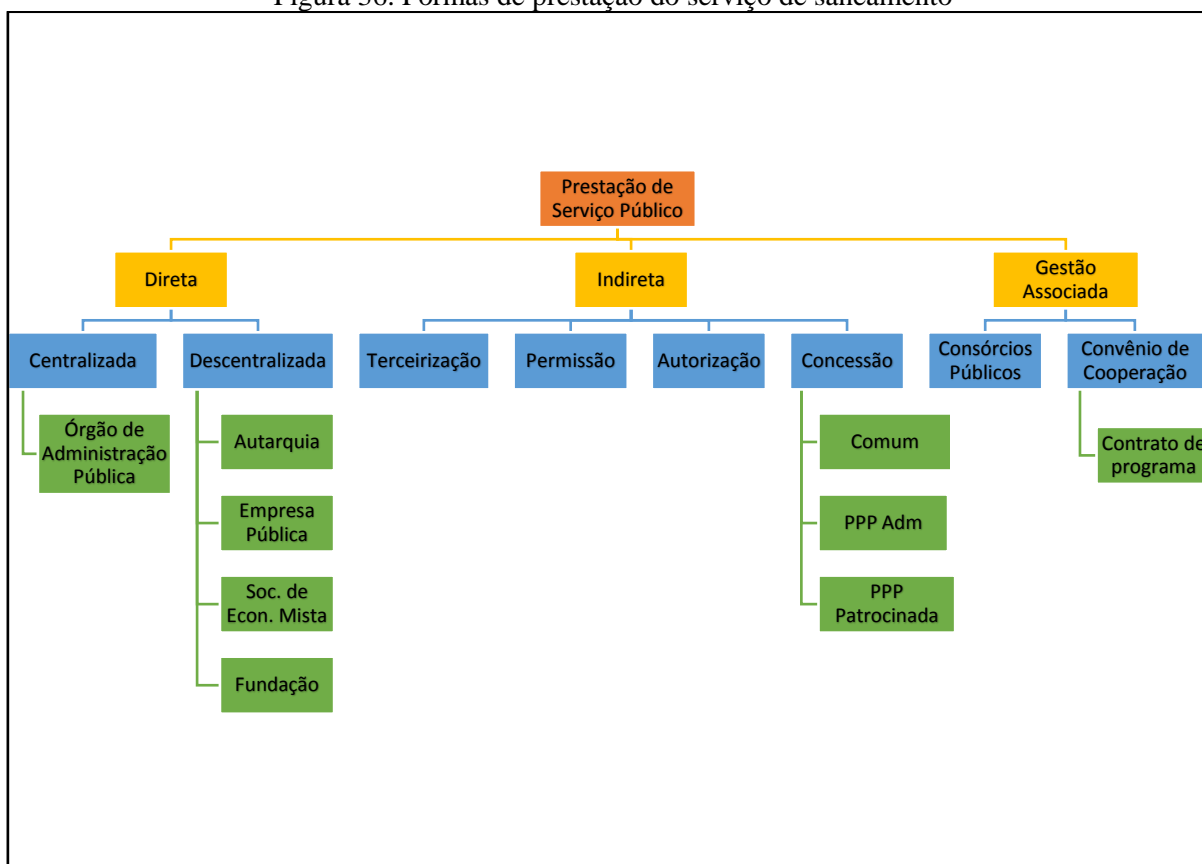 Figura 36. Formas de prestação do serviço de saneamento
Prestação de
Serviço Público
Direta
Indireta
Gestão
Associada
Centralizada
Descentralizada
Terceirização
Permissão
Autorização
Concessão
Consórcios
Públicos
Convênio de
Cooperação
Órgão de
Administração
Pública
Autarquia
Empresa
Pública
Soc. de
Econ. Mista
Fundação
Comum
PPP Adm
PPP
Patrocinada
Contrato de
programa